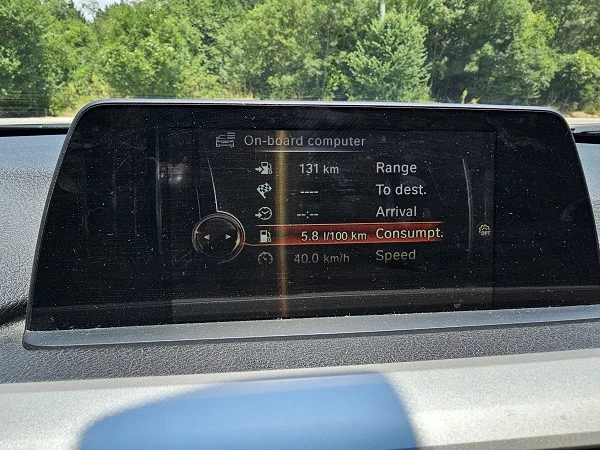 On-board computer
131 km Range
---- To dest.
--:-- Arrival
5.8 l/100 km Consumpt.
40.0 km/h Speed
OFF